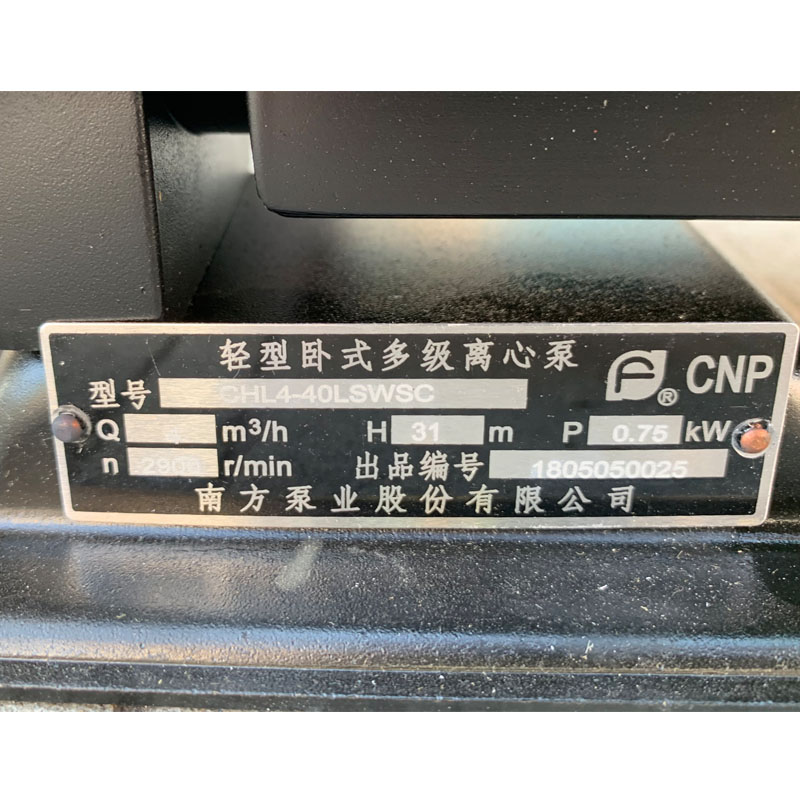 轻型卧式多级离心泵
CNP ®
型号 CHL4-40LSWSC
Q m³/h H 31 m P 0.75 kW
n 2900 r/min 出品编号 1805050025
南方泵业股份有限公司